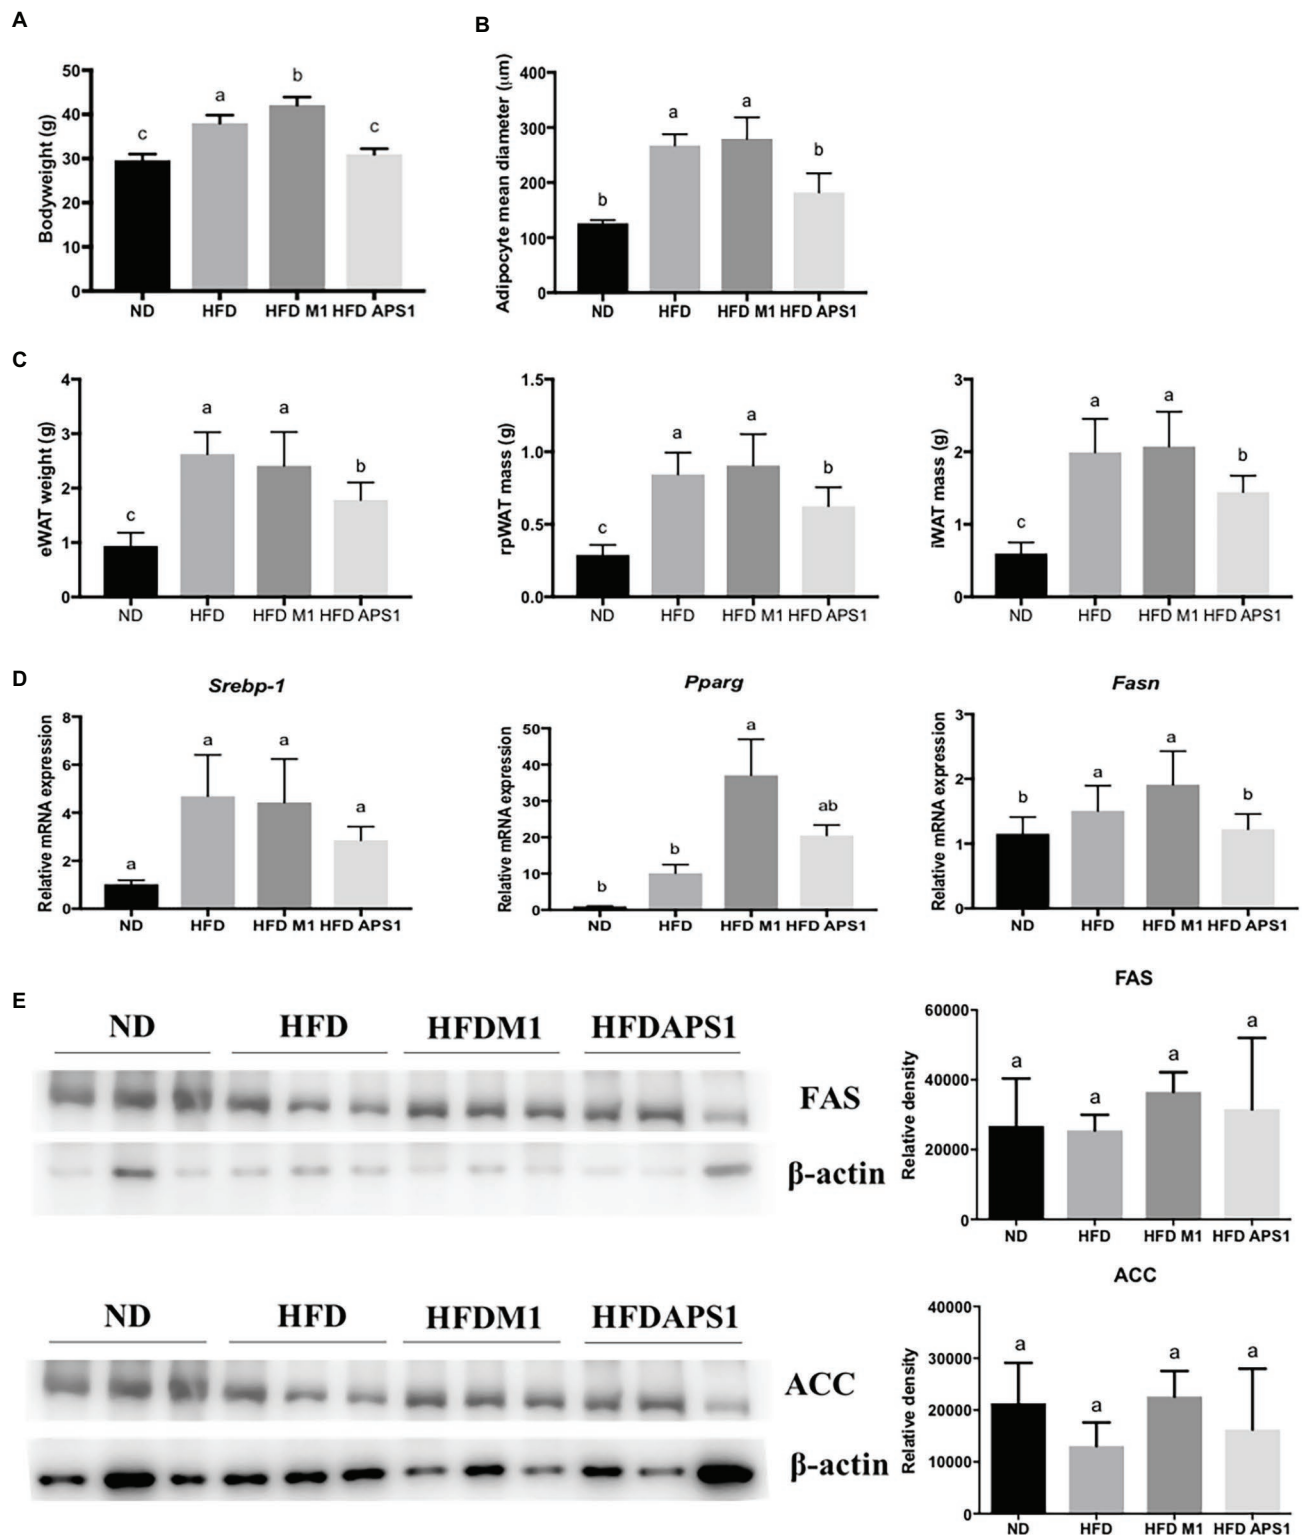 A
Bodyweight (g)
50
40
30
20
10
0
c
a
b
c
ND HFD HFD M1 HFD APS1
B
Adipocyte mean diameter (μm)
400
300
200
100
0
b
a
a
b
ND HFD HFD M1 HFD APS1
C
eWAT weight (g)
4
3
2
1
0
c
a
a
b
ND HFD HFD M1 HFD APS1
rpWAT mass (g)
1.5
1.0
0.5
0.0
c
a
a
b
ND HFD HFD M1 HFD APS1
iWAT mass (g)
3
2
1
0
c
a
a
b
ND HFD HFD M1 HFD APS1
D
Srebp-1
Relative mRNA expression
8
6
4
2
0
a
a
a
a
ND HFD HFD M1 HFD APS1
Pparg
Relative mRNA expression
50
40
30
20
10
0
b
b
a
ab
ND HFD HFD M1 HFD APS1
Fasn
Relative mRNA expression
3
2
1
0
b
a
a
b
ND HFD HFD M1 HFD APS1
E
ND HFD HFDM1 HFDAPS1
FAS
β-actin
FAS
Relative density
60000
40000
20000
0
a
a
a
a
ND HFD HFD M1 HFD APS1
ND HFD HFDM1 HFDAPS1
ACC
β-actin
ACC
Relative density
40000
30000
20000
10000
0
a
a
a
a
ND HFD HFD M1 HFD APS1